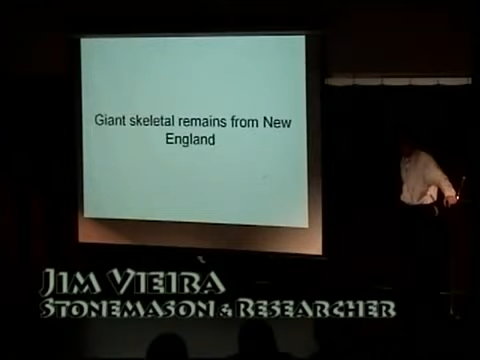 Giant skeletal remains from New
England
JIM VIEIRA
STONEMASON & RESEARCHER